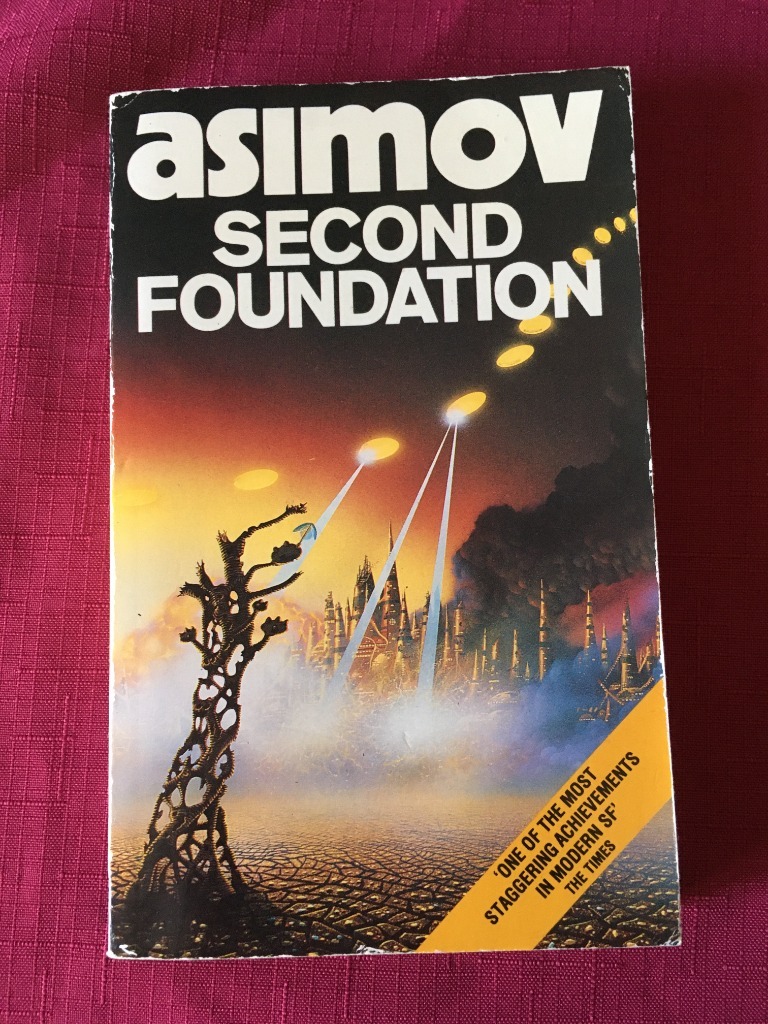 asimov
SECOND
FOUNDATION
'ONE OF THE MOST
STAGGERING ACHIEVEMENTS
IN MODERN SF'
THE TIMES